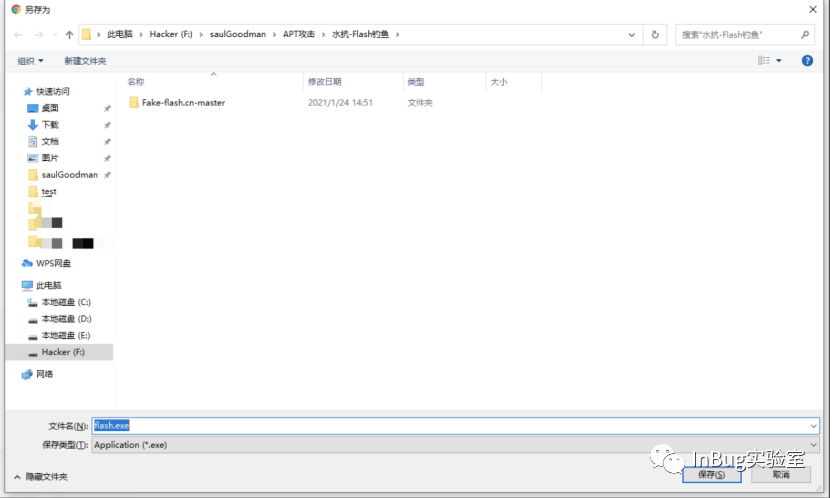 另存为
此电脑 › Hacker (F:) › saulGoodman › APT攻击 › 水抗-Flash钓鱼 ›
搜索"水抗-Flash钓鱼"
组织 新建文件夹
名称 修改日期 类型 大小
Fake-flash.cn-master 2021/1/24 14:51 文件夹
快速访问
桌面
下载
文档
图片
saulGoodman
test
WPS网盘
此电脑
本地磁盘 (C:)
本地磁盘 (D:)
本地磁盘 (E:)
Hacker (F:)
网络
文件名(N): flash.exe
保存类型(T): Application (*.exe)
InBug实验室
隐藏文件夹 保存(S) 取消